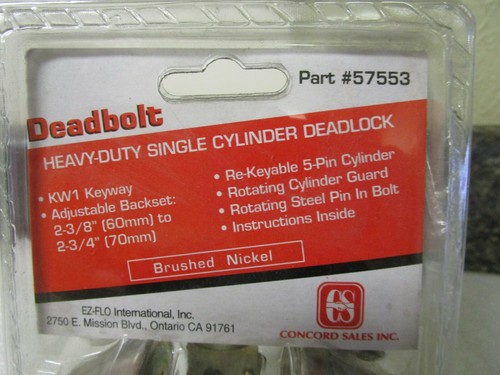 Part #57553
Deadbolt
HEAVY-DUTY SINGLE CYLINDER DEADLOCK
• KW1 Keyway
• Adjustable Backset:
2-3/8" (60mm) to
2-3/4" (70mm)
• Re-Keyable 5-Pin Cylinder
• Rotating Cylinder Guard
• Rotating Steel Pin In Bolt
• Instructions Inside
Brushed Nickel
EZ-FLO International, Inc.
2750 E. Mission Blvd., Ontario CA 91761
CS
CONCORD SALES INC.